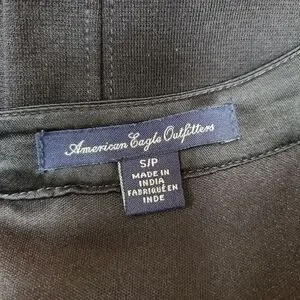 American Eagle Outfitters
S/P
MADE IN
INDIA
FABRIQUÉ EN
INDE